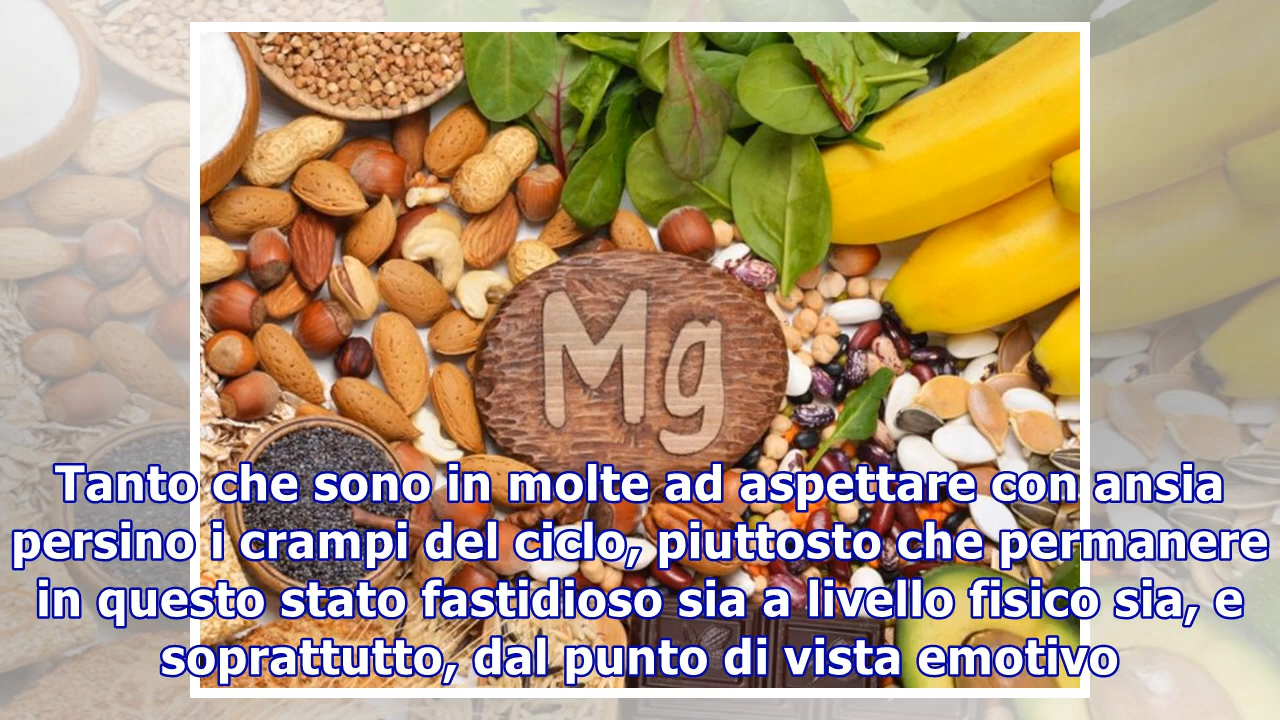 Mg
Tanto che sono in molte ad aspettare con ansia
persino i crampi del ciclo, piuttosto che permanere
in questo stato fastidioso sia a livello fisico sia, e
soprattutto, dal punto di vista emotivo